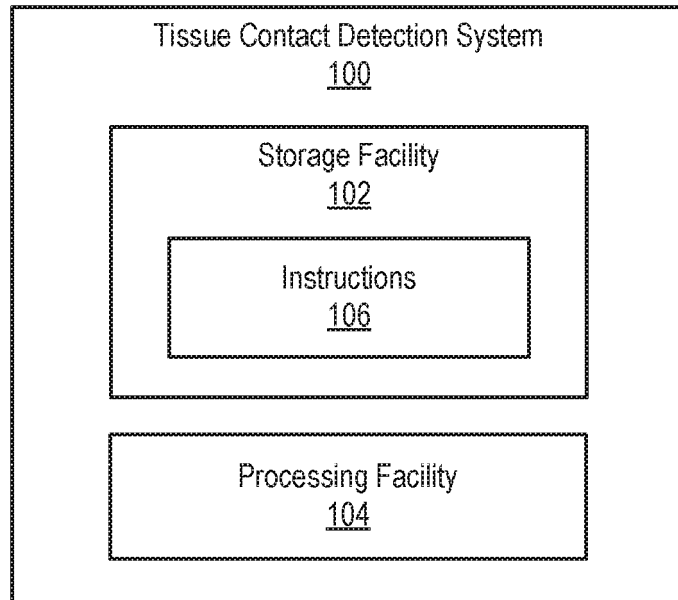 Tissue Contact Detection System
100
Storage Facility
102
Instructions
106
Processing Facility
104